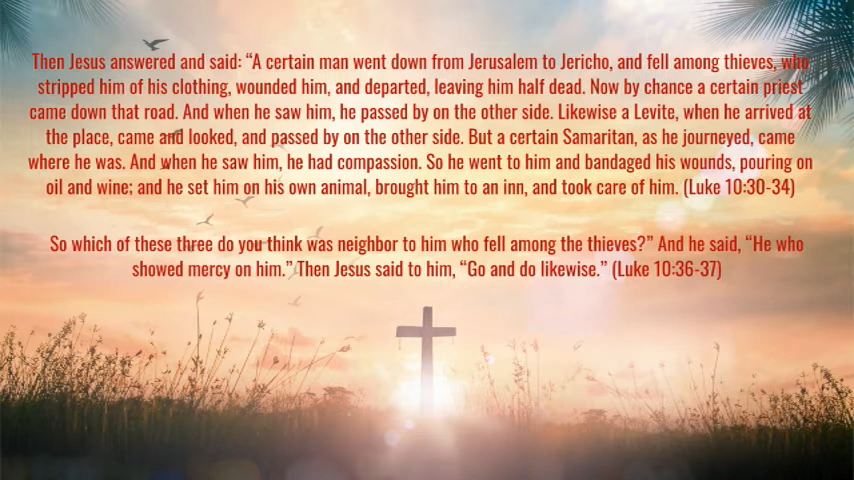 Then Jesus answered and said: “A certain man went down from Jerusalem to Jericho, and fell among thieves, who
stripped him of his clothing, wounded him, and departed, leaving him half dead. Now by chance a certain priest
came down that road. And when he saw him, he passed by on the other side. Likewise a Levite, when he arrived at
the place, came and looked, and passed by on the other side. But a certain Samaritan, as he journeyed, came
where he was. And when he saw him, he had compassion. So he went to him and bandaged his wounds, pouring on
oil and wine; and he set him on his own animal, brought him to an inn, and took care of him. (Luke 10:30-34)
So which of these three do you think was neighbor to him who fell among the thieves?” And he said, “He who
showed mercy on him.” Then Jesus said to him, “Go and do likewise.” (Luke 10:36-37)